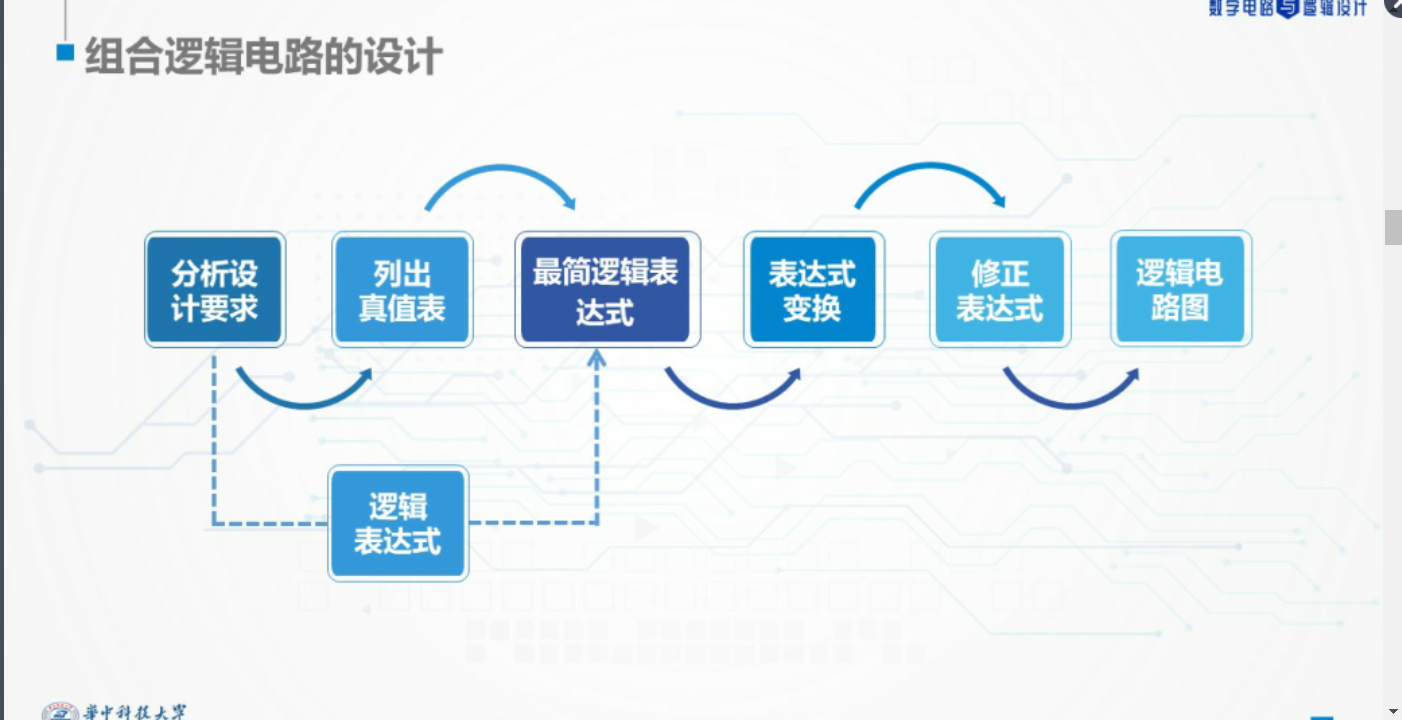 数字电路与逻辑设计
组合逻辑电路的设计
分析设
计要求
列出
真值表
最简逻辑表
达式
表达式
变换
修正
表达式
逻辑电
路图
逻辑
表达式
华中科技大学